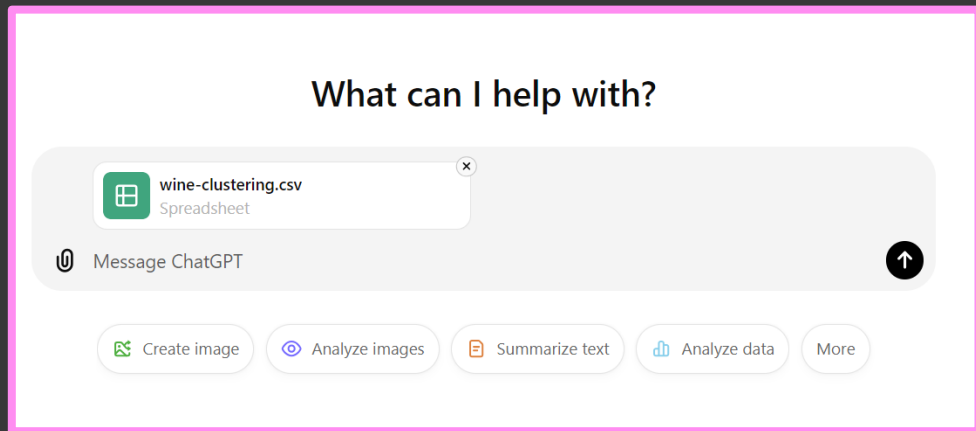 What can I help with?
wine-clustering.csv
Spreadsheet
Message ChatGPT
Create image
Analyze images
Summarize text
Analyze data
More